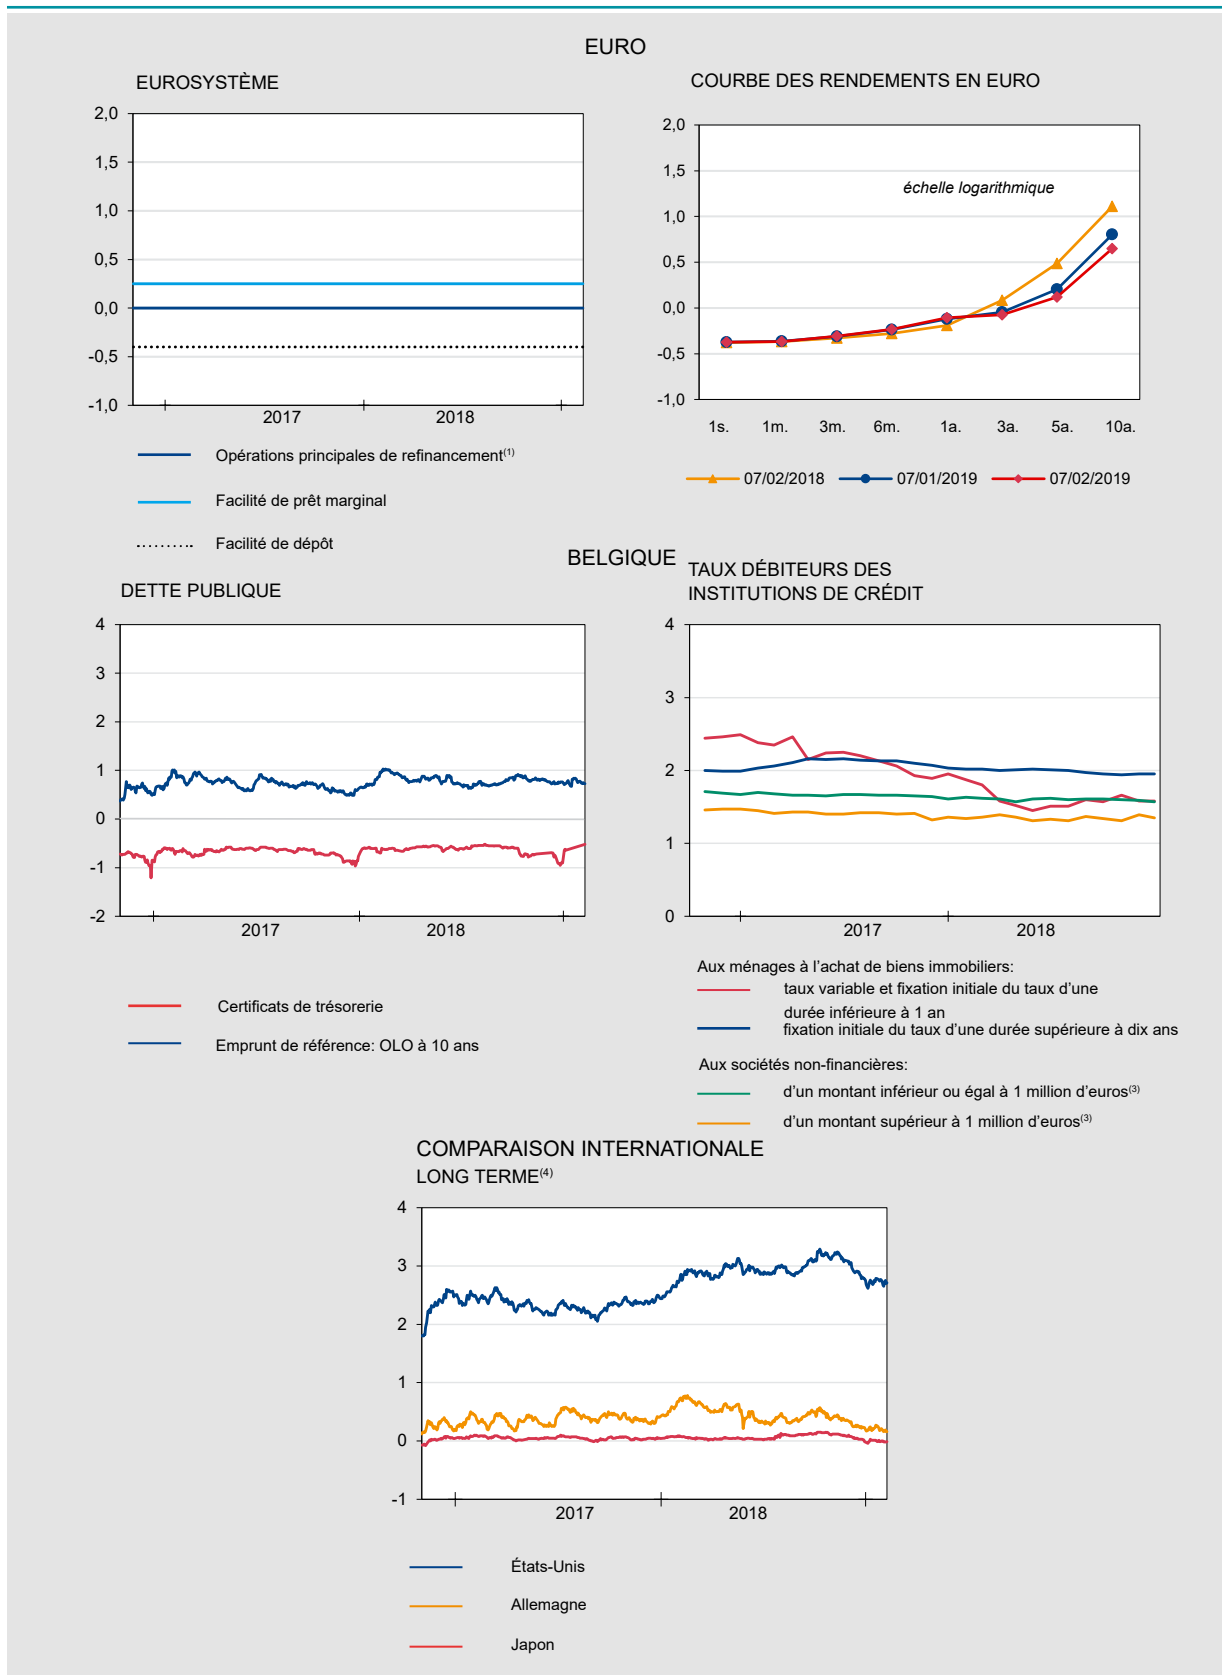 EURO
EUROSYSTÈME
2,0
1,5
1,0
0,5
0,0
-0,5
-1,0
2017 2018
Opérations principales de refinancement(1)
Facilité de prêt marginal
Facilité de dépôt
COURBE DES RENDEMENTS EN EURO
2,0
1,5
1,0
0,5
0,0
-0,5
-1,0
échelle logarithmique
1s. 1m. 3m. 6m. 1a. 3a. 5a. 10a.
07/02/2018 07/01/2019 07/02/2019
BELGIQUE
DETTE PUBLIQUE
4
3
2
1
0
-1
-2
2017 2018
Certificats de trésorerie
Emprunt de référence: OLO à 10 ans
TAUX DÉBITEURS DES
INSTITUTIONS DE CRÉDIT
4
3
2
1
0
2017 2018
Aux ménages à l’achat de biens immobiliers:
taux variable et fixation initiale du taux d’une
durée inférieure à 1 an
fixation initiale du taux d’une durée supérieure à dix ans
Aux sociétés non-financières:
d’un montant inférieur ou égal à 1 million d’euros(3)
d’un montant supérieur à 1 million d’euros(3)
COMPARAISON INTERNATIONALE
LONG TERME(4)
4
3
2
1
0
-1
2017 2018
États-Unis
Allemagne
Japon